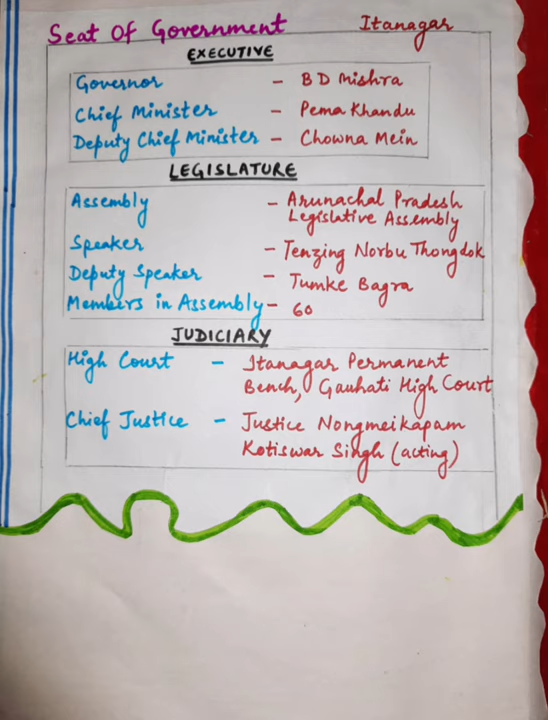 Seat Of Government Itanagar
EXECUTIVE
Governor - B D Mishra
Chief Minister - Pema Khandu
Deputy Chief Minister - Chowna Mein
LEGISLATURE
Assembly - Arunachal Pradesh
Legislative Assembly
Speaker - Tenzing Norbu Thongdok
Deputy Speaker - Tumke Bagra
Members in Assembly - 60
JUDICIARY
High Court - Itanagar Permanent
Bench, Gauhati High Court
Chief Justice - Justice Nongmeikapam
Kotiswar Singh (acting)